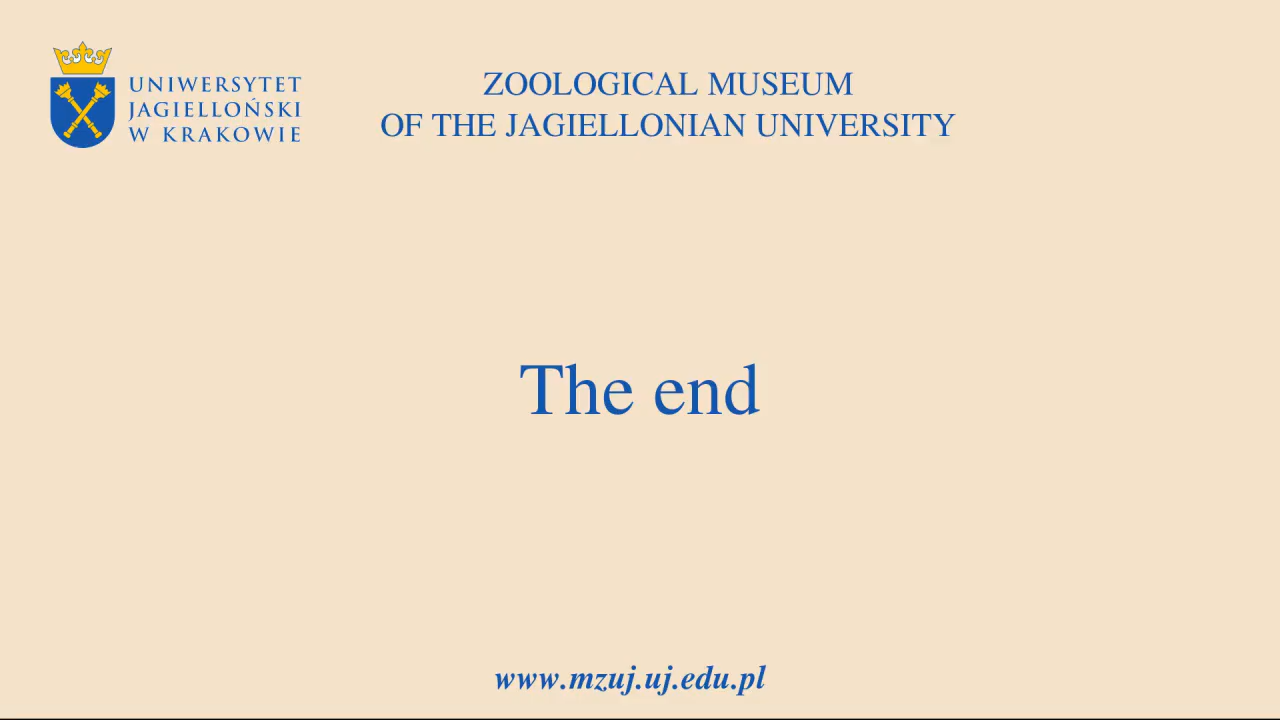 UNIWERSYTET
JAGIELLOŃSKI
W KRAKOWIE
ZOOLOGICAL MUSEUM
OF THE JAGIELLONIAN UNIVERSITY
The end
www.mzuj.uj.edu.pl